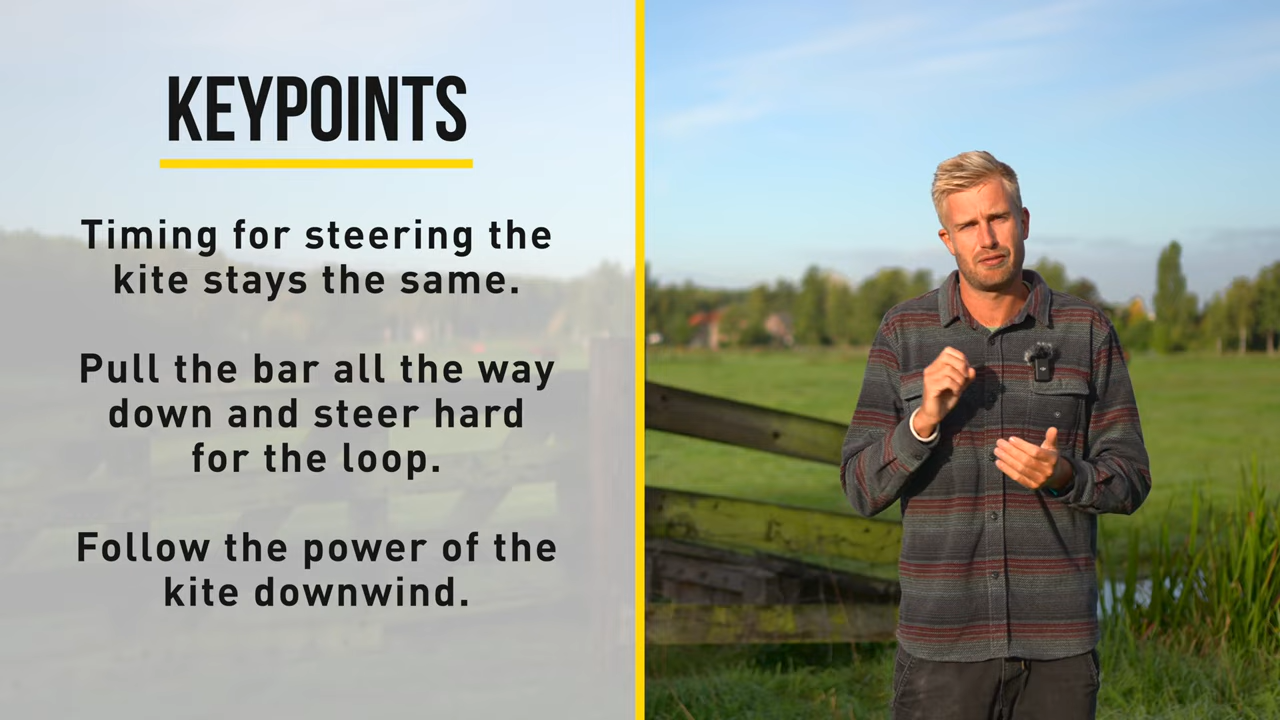 KEYPOINTS
Timing for steering the
kite stays the same.
Pull the bar all the way
down and steer hard
for the loop.
Follow the power of the
kite downwind.